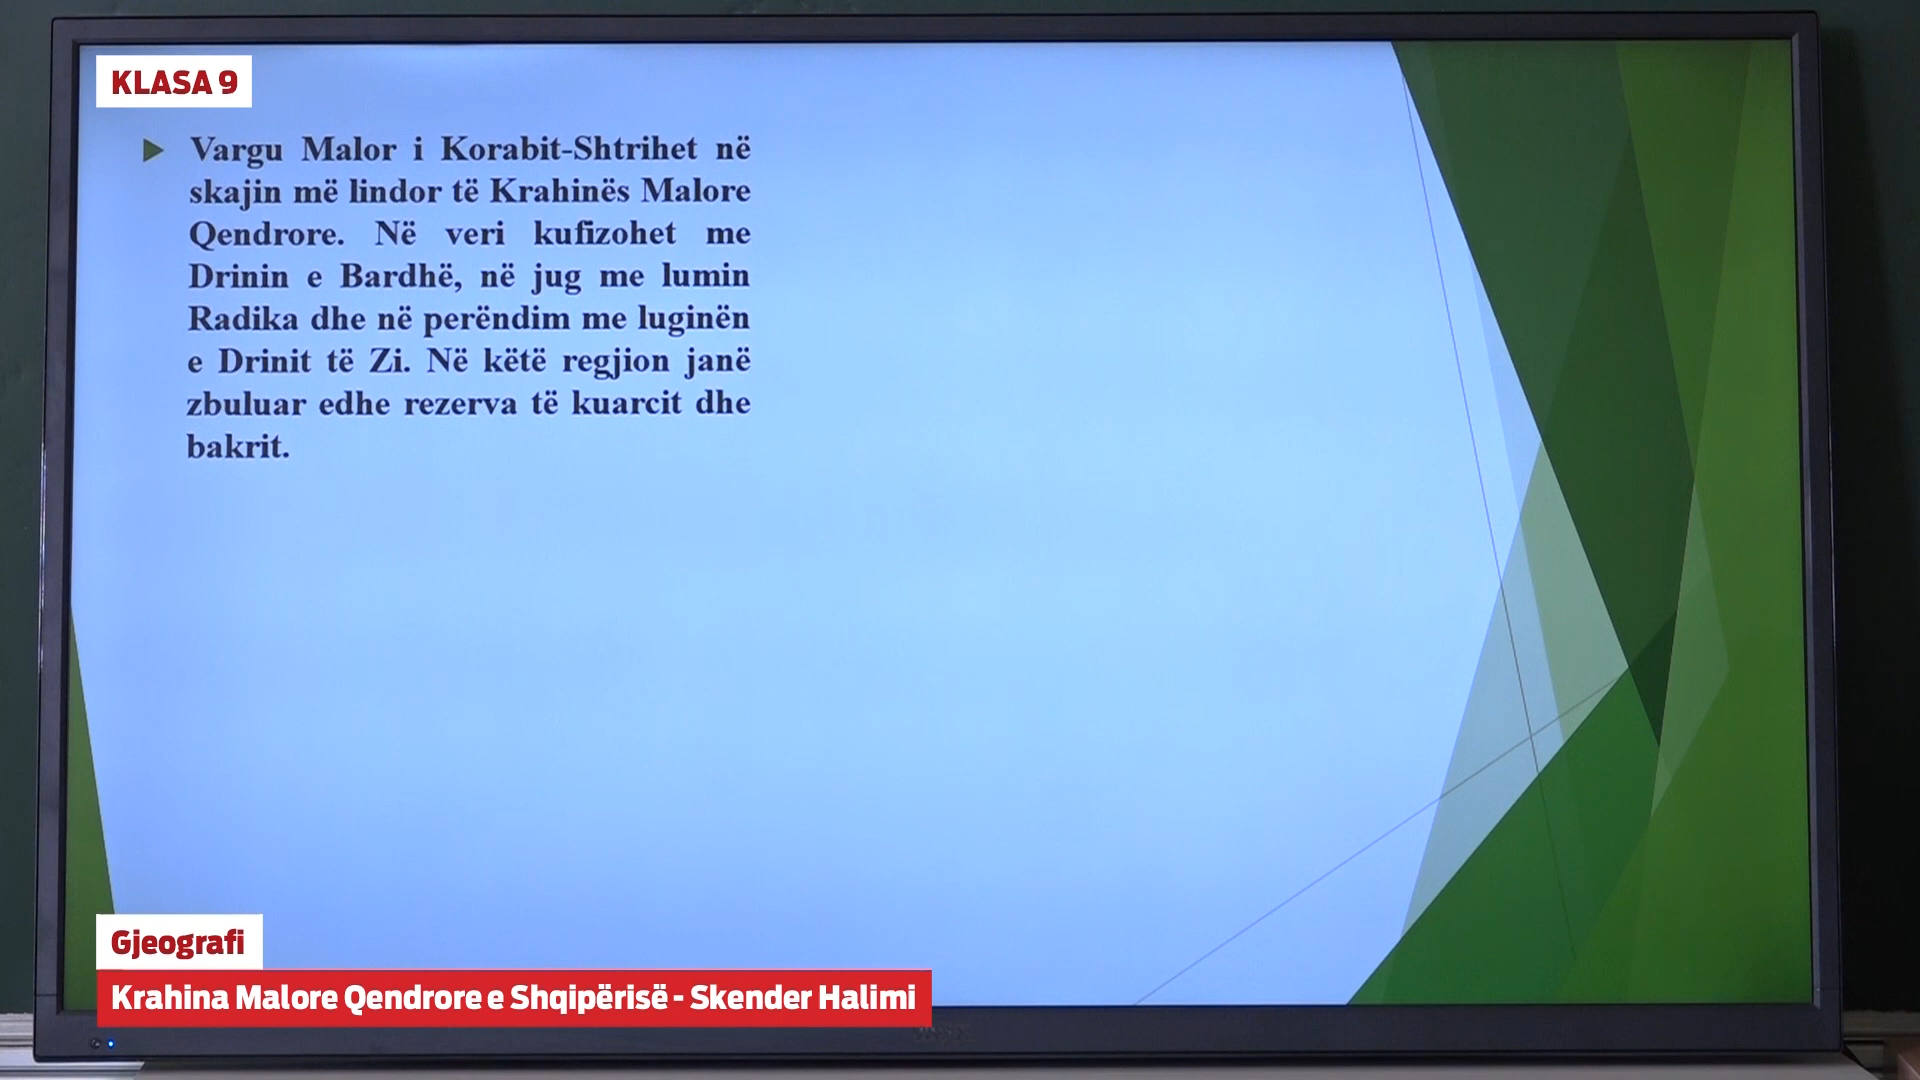 KLASA 9
Vargu Malor i Korabit-Shtrihet në
skajin më lindor të Krahinës Malore
Qendrore. Në veri kufizohet me
Drinin e Bardhë, në jug me lumin
Radika dhe në perëndim me luginën
e Drinit të Zi. Në këtë regjion janë
zbuluar edhe rezerva të kuarcit dhe
bakrit.
Gjeografi
Krahina Malore Qendrore e Shqipërisë - Skender Halimi